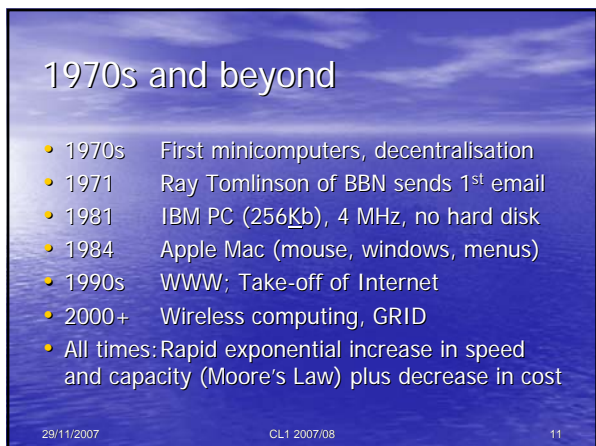 1970s and beyond
• 1970s First minicomputers, decentralisation
• 1971 Ray Tomlinson of BBN sends 1st email
• 1981 IBM PC (256Kb), 4 MHz, no hard disk
• 1984 Apple Mac (mouse, windows, menus)
• 1990s WWW; Take-off of Internet
• 2000+ Wireless computing, GRID
• All times: Rapid exponential increase in speed
and capacity (Moore's Law) plus decrease in cost
29/11/2007 CL1 2007/08 11